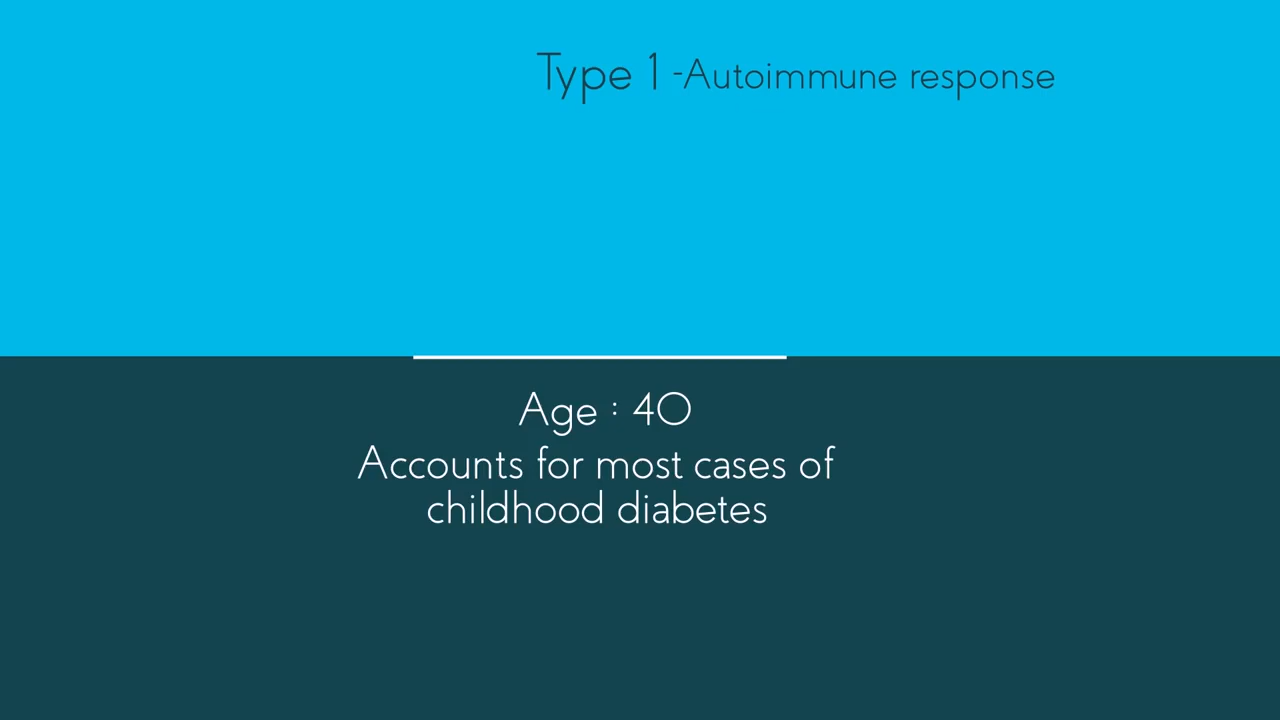 Type 1 -Autoimmune response
Age : 40
Accounts for most cases of
childhood diabetes